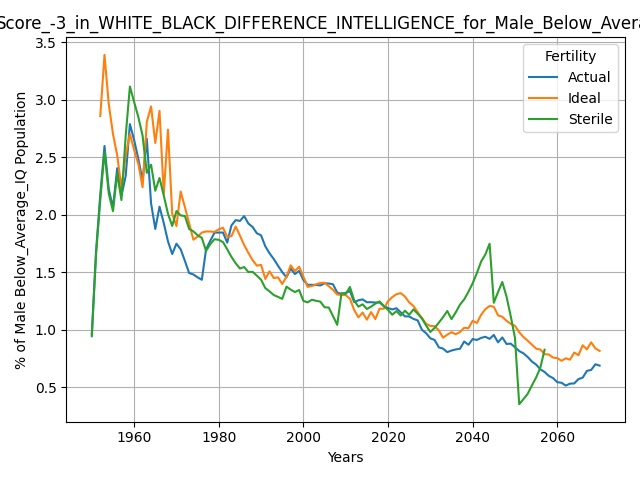 Score_-3_in_WHITE_BLACK_DIFFERENCE_INTELLIGENCE_for_Male_Below_Avera
3.5
3.0
2.5
2.0
1.5
1.0
0.5
% of Male Below_Average_IQ Population
Fertility
Actual
Ideal
Sterile
1960 1980 2000 2020 2040 2060
Years